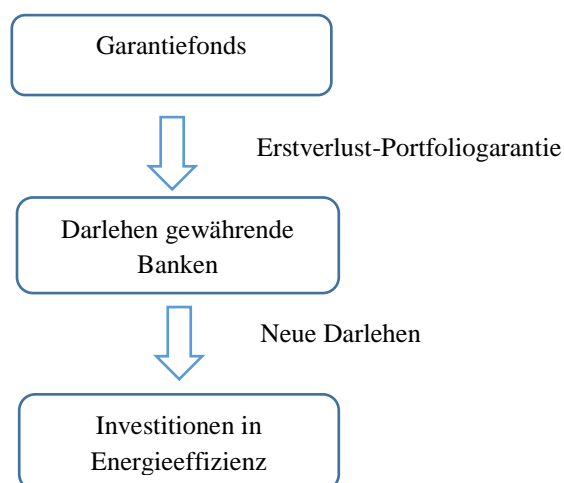 Garantiefonds
Erstverlust-Portfoliogarantie
Darlehen gewährende
Banken
Neue Darlehen
Investitionen in
Energieeffizienz